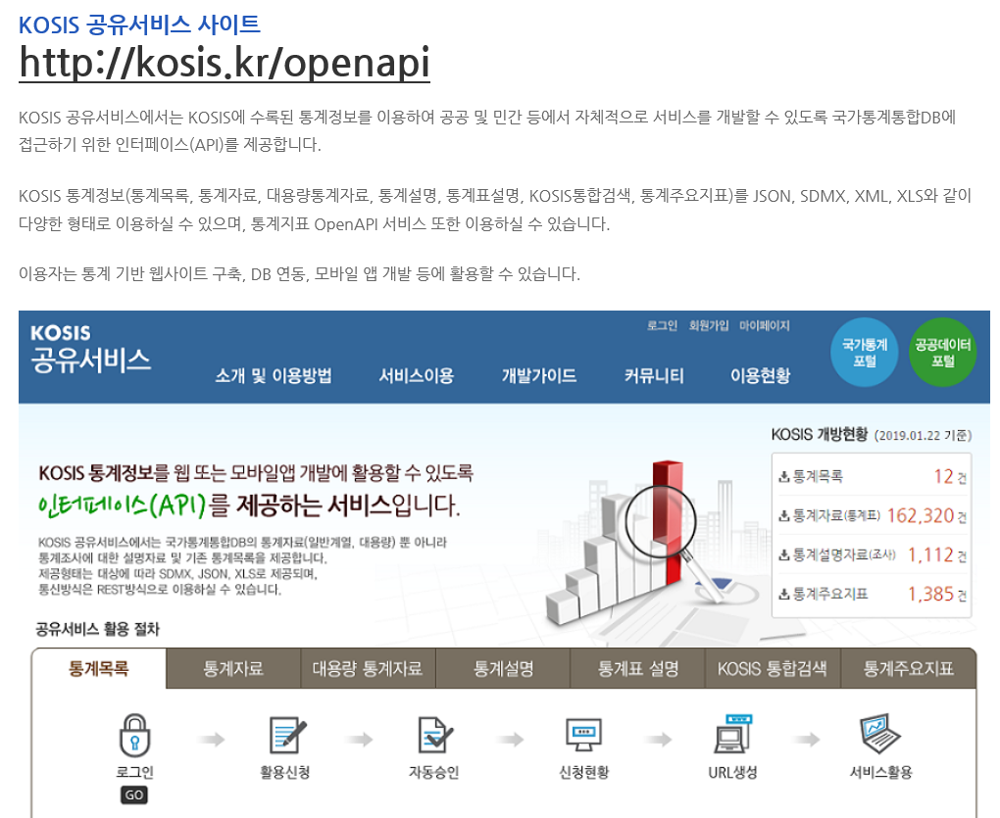 KOSIS 공유서비스 사이트
http://kosis.kr/openapi
KOSIS 공유서비스에서는 KOSIS에 수록된 통계정보를 이용하여 공공 및 민간 등에서 자체적으로 서비스를 개발할 수 있도록 국가통계통합DB에
접근하기 위한 인터페이스(API)를 제공합니다.
KOSIS 통계정보(통계목록, 통계자료, 대용량통계자료, 통계설명, 통계표설명, KOSIS통합검색, 통계주요지표)를 JSON, SDMX, XML, XLS와 같이
다양한 형태로 이용하실 수 있으며, 통계지표 OpenAPI 서비스 또한 이용하실 수 있습니다.
이용자는 통계 기반 웹사이트 구축, DB 연동, 모바일 앱 개발 등에 활용할 수 있습니다.
로그인 회원가입 마이페이지
KOSIS
공유서비스
소개 및 이용방법 서비스이용 개발가이드 커뮤니티 이용현황
국가통계
포털
공공데이터
포털
KOSIS 개방현황 (2019.01.22 기준)
통계목록 12 건
통계자료(통계표) 162,320 건
통계설명자료(조사) 1,112 건
통계주요지표 1,385 건
KOSIS 통계정보를 웹 또는 모바일앱 개발에 활용할 수 있도록
인터페이스(API)를 제공하는 서비스입니다.
KOSIS 공유서비스에서는 국가통계통합DB의 통계자료(일반계열, 대용량) 뿐 아니라
통계조사에 대한 설명자료 및 기존 통계목록을 제공합니다.
제공형태는 대상에 따라 SDMX, JSON, XLS로 제공되며,
통신방식은 REST방식으로 이용하실 수 있습니다.
공유서비스 활용 절차
통계목록 통계자료 대용량 통계자료 통계설명 통계표 설명 KOSIS 통합검색 통계주요지표
로그인 활용신청 자동승인 신청현황 URL생성 서비스활용
GO